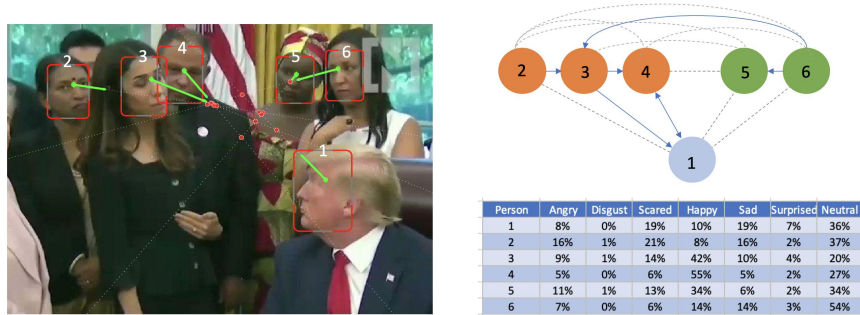 2
3
4
5
6
1
2
3
4
5
6
1
Person Angry Disgust Scared Happy Sad Surprised Neutral
1 8% 0% 19% 10% 19% 7% 36%
2 16% 1% 21% 8% 16% 2% 37%
3 9% 1% 14% 42% 10% 4% 20%
4 5% 0% 6% 55% 5% 2% 27%
5 11% 1% 13% 34% 6% 2% 34%
6 7% 0% 6% 14% 14% 3% 54%